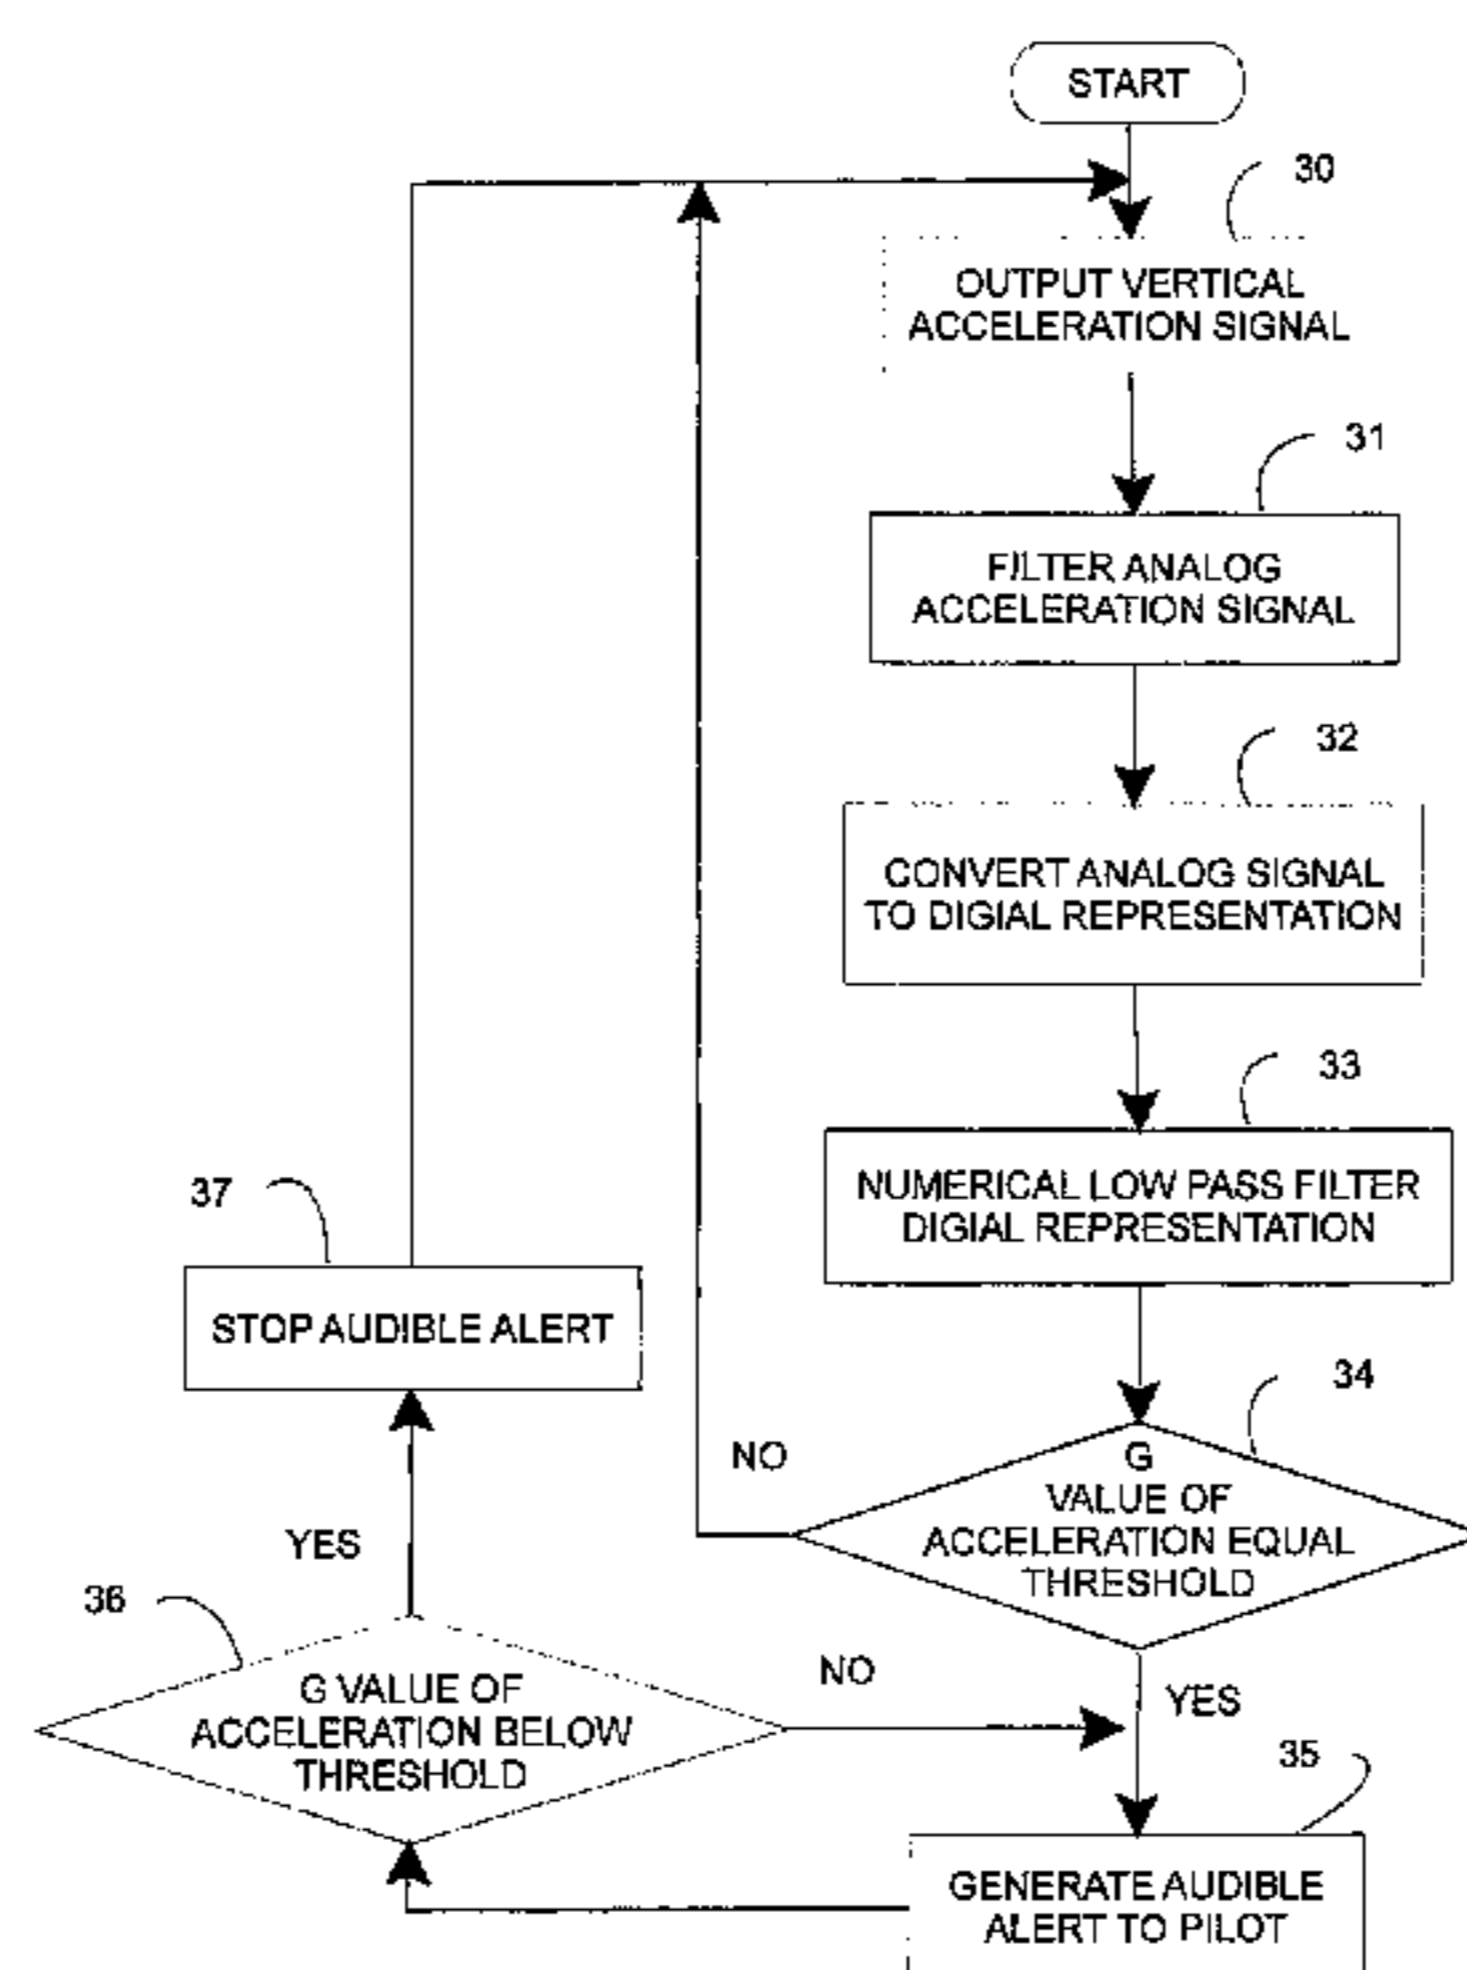 START
30
OUTPUT VERTICAL
ACCELERATION SIGNAL
31
FILTER ANALOG
ACCELERATION SIGNAL
32
CONVERT ANALOG SIGNAL
TO DIGIAL REPRESENTATION
33
NUMERICAL LOW PASS FILTER
DIGIAL REPRESENTATION
34
G
VALUE OF
ACCELERATION EQUAL
THRESHOLD
NO
YES
35
GENERATE AUDIBLE
ALERT TO PILOT
36
G VALUE OF
ACCELERATION BELOW
THRESHOLD
NO
YES
37
STOP AUDIBLE ALERT